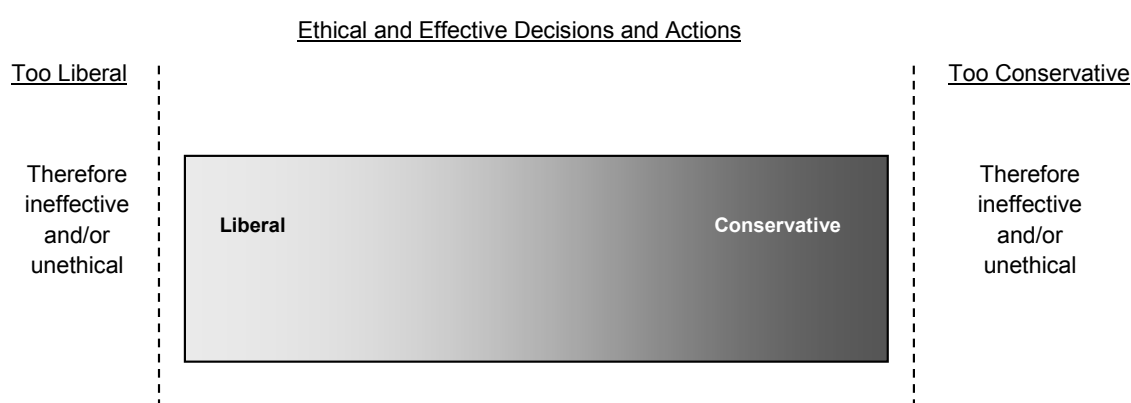 Ethical and Effective Decisions and Actions
Too Liberal
Too Conservative
Therefore
ineffective
and/or
unethical
Liberal
Conservative
Therefore
ineffective
and/or
unethical